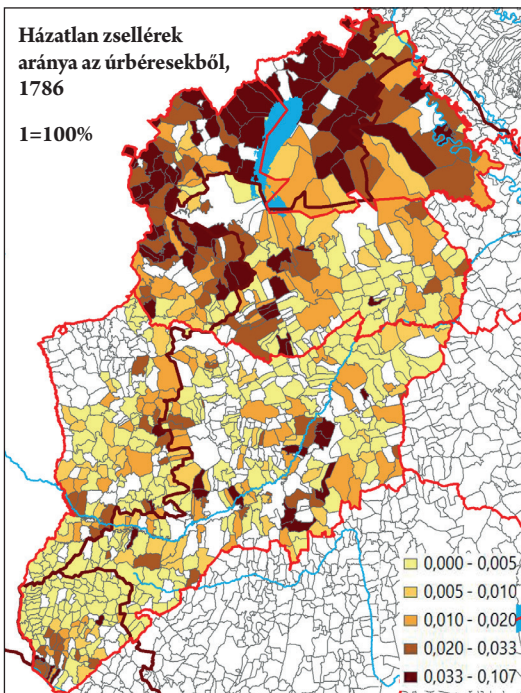 Házatlan zsellérek
aránya az úrbéresekből,
1786
1=100%
0,000 - 0,005
0,005 - 0,010
0,010 - 0,020
0,020 - 0,033
0,033 - 0,107